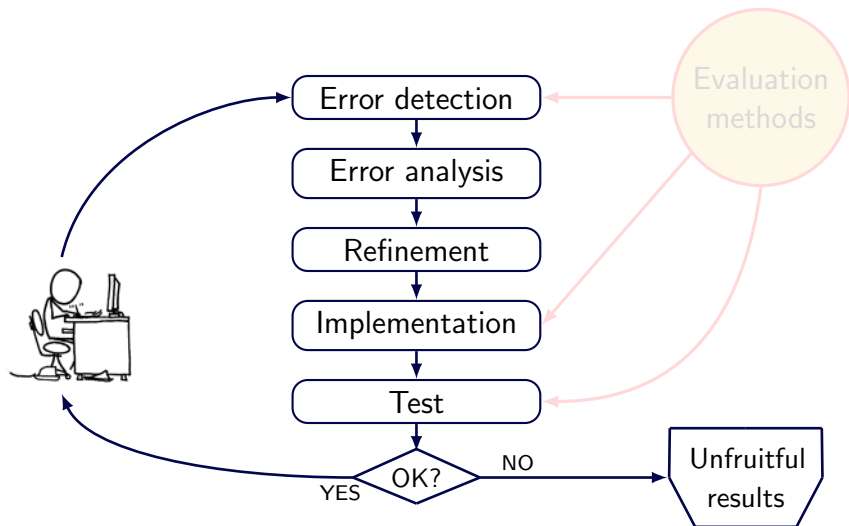 Error detection
Evaluation
methods
Error analysis
Refinement
Implementation
Test
OK?
YES
NO
Unfruitful
results